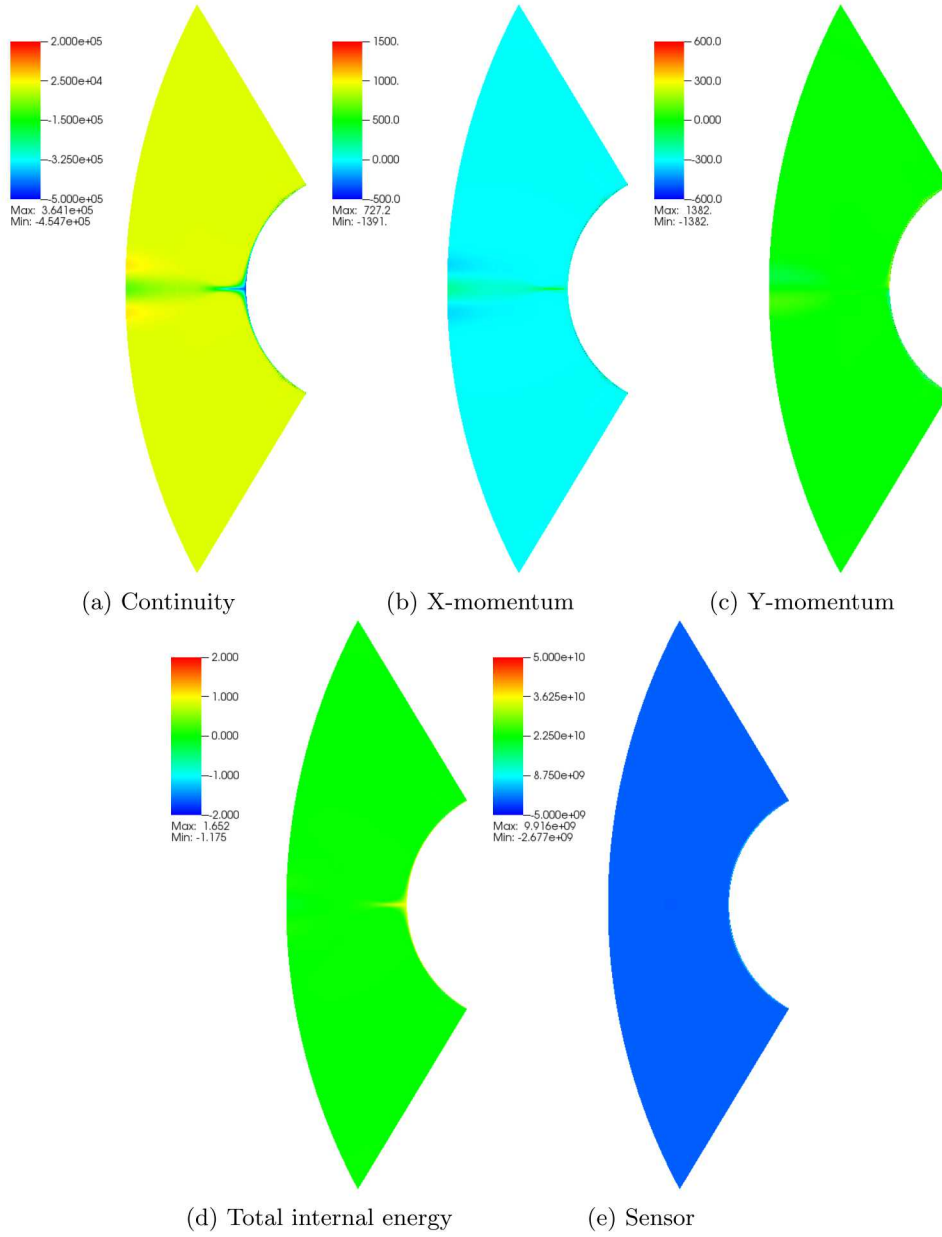 2.000e+05
2.500e+04
-1.500e+05
-3.250e+05
-5.000e+05
Max: 3.641e+05
Min: -4.547e+05
1500.
1000.
500.0
0.000
-500.0
Max: 727.2
Min: -1391.
600.0
300.0
0.000
-300.0
-600.0
Max: 1382.
Min: -1382.
(a) Continuity
(b) X-momentum
(c) Y-momentum
2.000
1.000
0.000
-1.000
-2.000
Max: 1.652
Min: -1.175
5.000e+10
3.625e+10
2.250e+10
8.750e+09
-5.000e+09
Max: 9.916e+09
Min: -2.677e+09
(d) Total internal energy
(e) Sensor